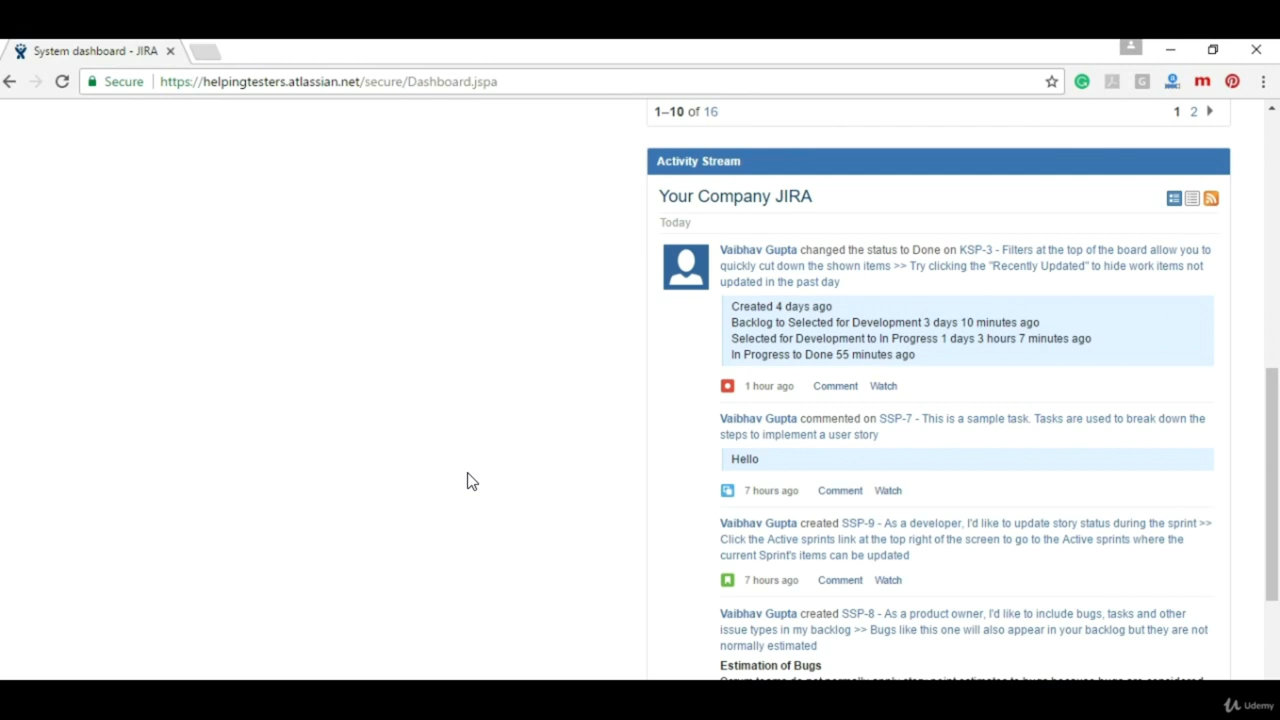 System dashboard - JIRA
Secure https://helpingtesters.atlassian.net/secure/Dashboard.jspa
1–10 of 16 1 2
Activity Stream
Your Company JIRA
Today
Vaibhav Gupta changed the status to Done on KSP-3 - Filters at the top of the board allow you to
quickly cut down the shown items >> Try clicking the "Recently Updated" to hide work items not
updated in the past day
Created 4 days ago
Backlog to Selected for Development 3 days 10 minutes ago
Selected for Development to In Progress 1 days 3 hours 7 minutes ago
In Progress to Done 55 minutes ago
1 hour ago Comment Watch
Vaibhav Gupta commented on SSP-7 - This is a sample task. Tasks are used to break down the
steps to implement a user story
Hello
7 hours ago Comment Watch
Vaibhav Gupta created SSP-9 - As a developer, I'd like to update story status during the sprint >>
Click the Active sprints link at the top right of the screen to go to the Active sprints where the
current Sprint's items can be updated
7 hours ago Comment Watch
Vaibhav Gupta created SSP-8 - As a product owner, I'd like to include bugs, tasks and other
issue types in my backlog >> Bugs like this one will also appear in your backlog but they are not
normally estimated
Estimation of Bugs
Udemy